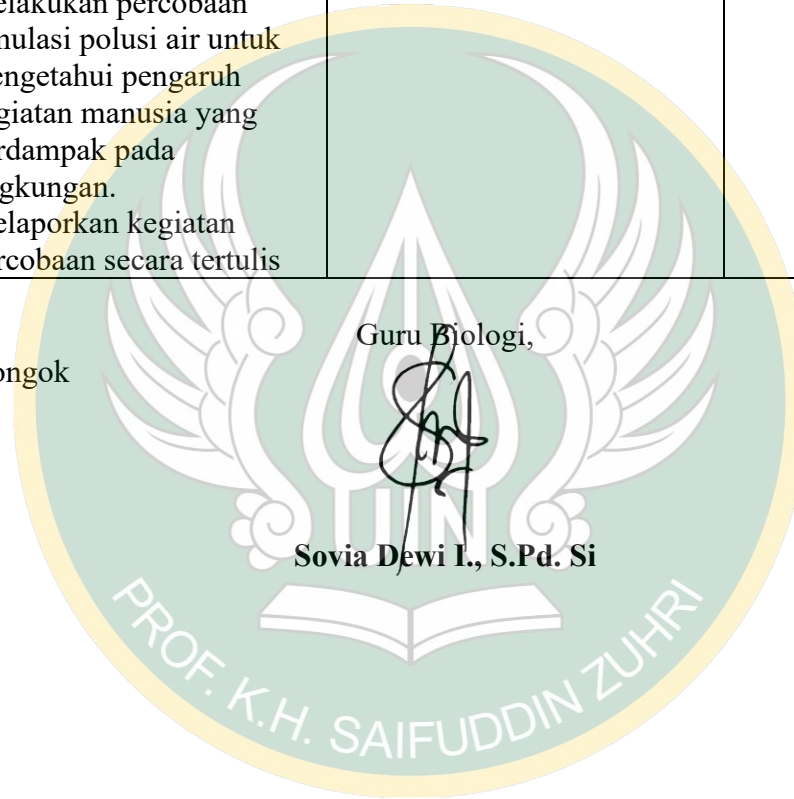 elakukan percobaan
mulasi polusi air untuk
engetahui pengaruh
giatan manusia yang
rdampak pada
gkungan.
elaporkan kegiatan
rcobaan secara tertulis
Guru Biologi,
ongok
UIN
Sovia Dewi I., S.Pd. Si
PROF. K.H. SAIFUDDIN ZUHRI